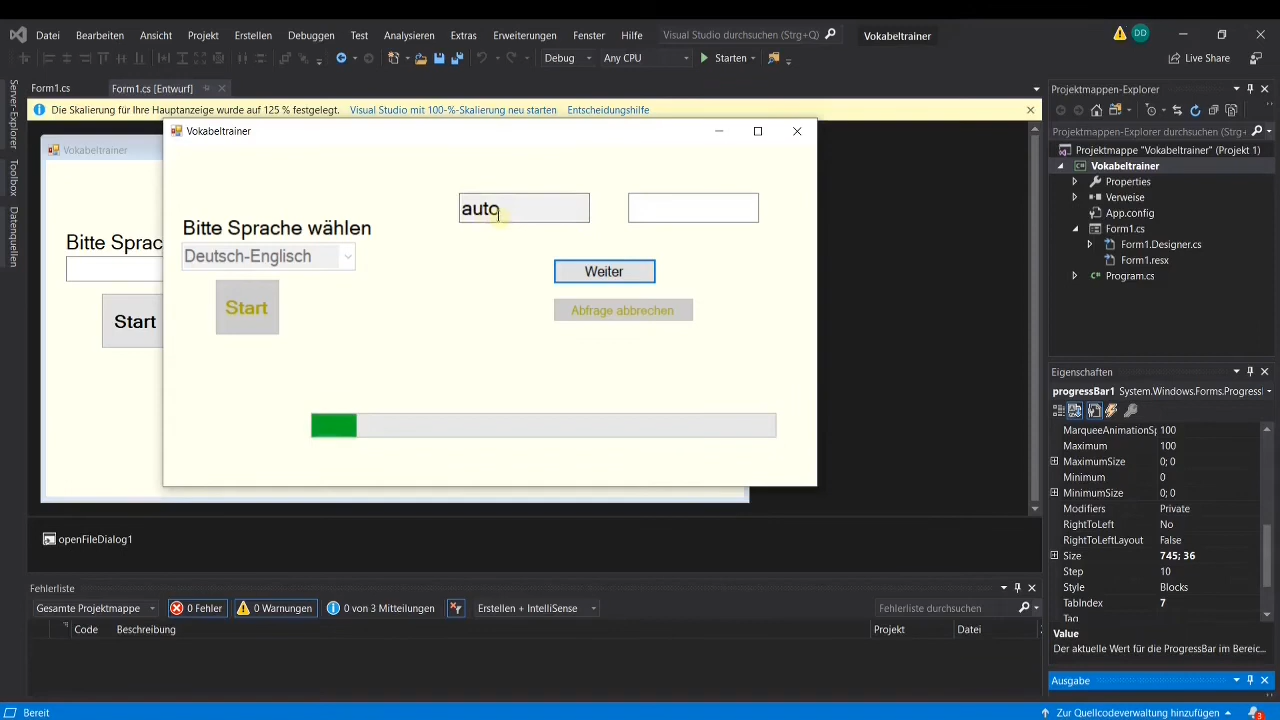 Datei Bearbeiten Ansicht Projekt Erstellen Debuggen Test Analysieren Extras Erweiterungen Fenster Hilfe Visual Studio durchsuchen (Strg+Q) Vokabeltrainer DD
Debug Any CPU Starten Live Share
Form1.cs Form1.cs [Entwurf]
Die Skalierung für Ihre Hauptanzeige wurde auf 125 % festgelegt. Visual Studio mit 100-%-Skalierung neu starten Entscheidungshilfe
Server-Explorer
Toolbox
Datenquellen
Vokabeltrainer
Bitte Sprac
Start
Vokabeltrainer
auto
Bitte Sprache wählen
Deutsch-Englisch
Start
Weiter
Abfrage abbrechen
openFileDialog1
Fehlerliste
Gesamte Projektmappe 0 Fehler 0 Warnungen 0 von 3 Mitteilungen Erstellen + IntelliSense Fehlerliste durchsuchen
Code Beschreibung Projekt Datei
Projektmappen-Explorer
Projektmappen-Explorer durchsuchen (Strg+
Projektmappe "Vokabeltrainer" (Projekt 1)
Vokabeltrainer
Properties
Verweise
App.config
Form1.cs
Form1.Designer.cs
Form1.resx
Program.cs
Eigenschaften
progressBar1 System.Windows.Forms.Progress
MarqueeAnimationSp 100
Maximum 100
MaximumSize 0; 0
Minimum 0
MinimumSize 0; 0
Modifiers Private
RightToLeft No
RightToLeftLayout False
Size 745; 36
Step 10
Style Blocks
TabIndex 7
Tag
Value
Der aktuelle Wert für die ProgressBar im Bereic...
Ausgabe
Bereit Zur Quellcodeverwaltung hinzufügen